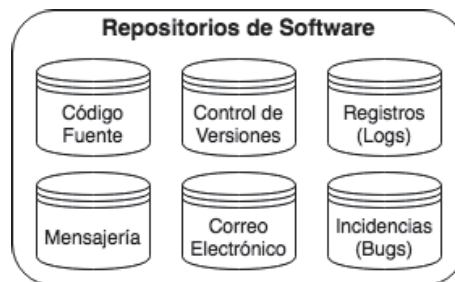 Repositorios de Software
Código
Fuente
Control de
Versiones
Registros
(Logs)
Mensajería
Correo
Electrónico
Incidencias
(Bugs)